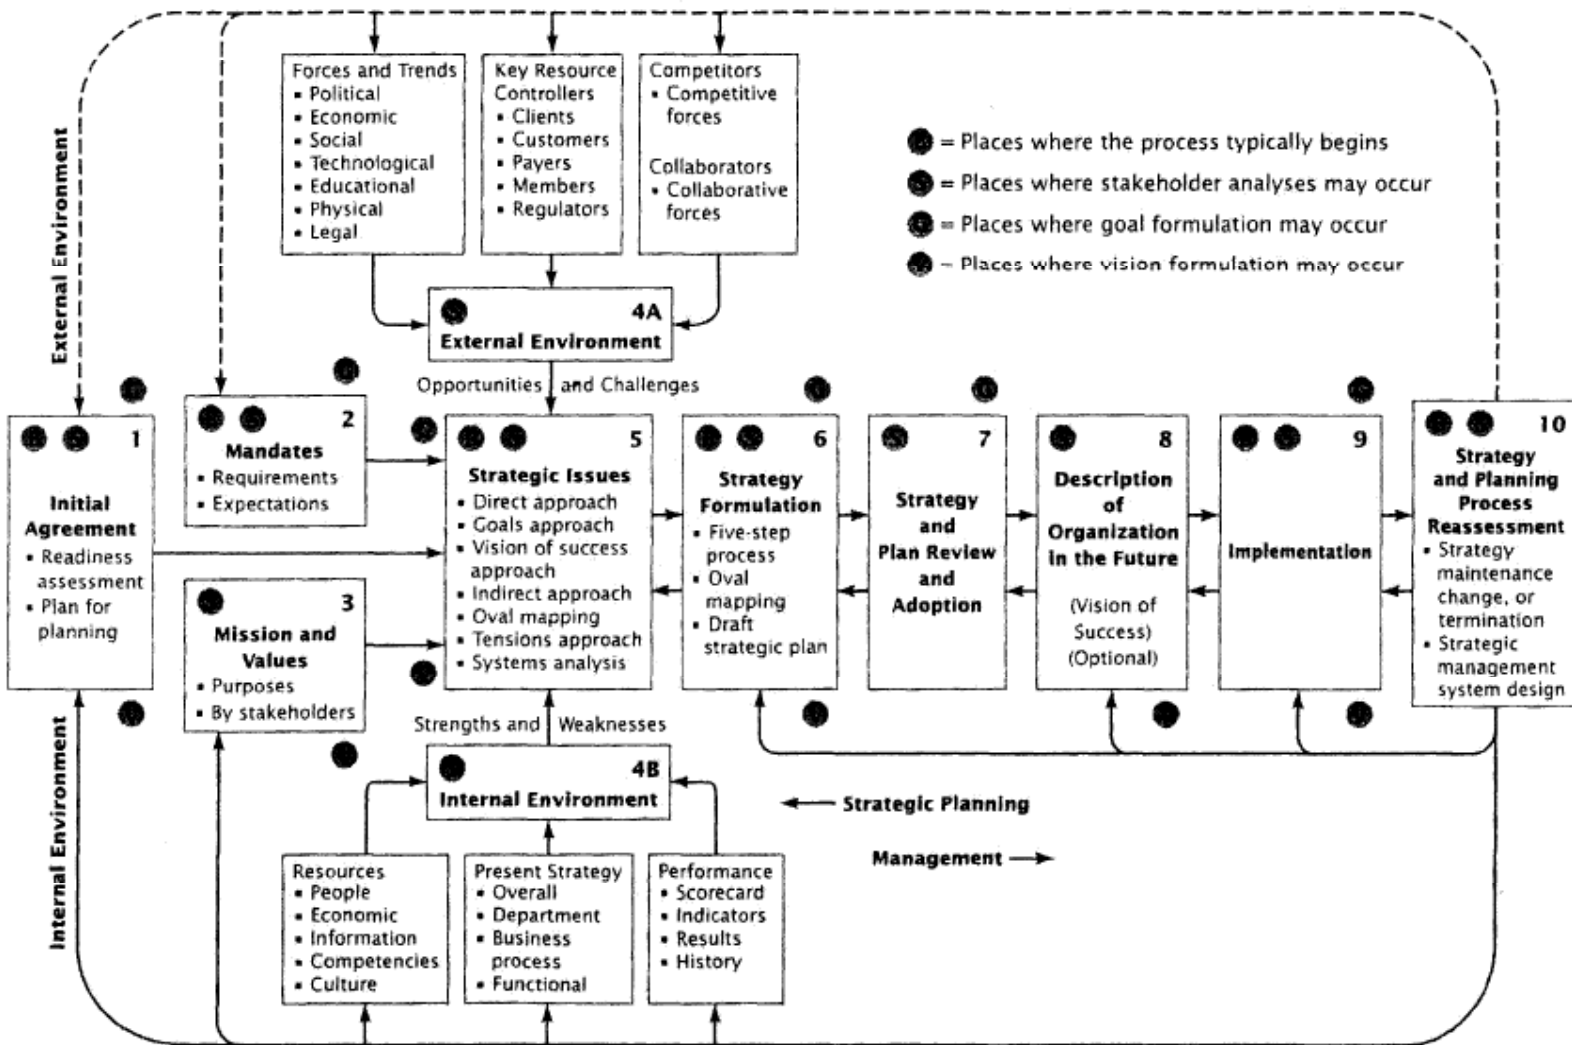 Forces and Trends
▪ Political
▪ Economic
▪ Social
▪ Technological
▪ Educational
▪ Physical
▪ Legal
Key Resource
Controllers
▪ Clients
▪ Customers
▪ Payers
▪ Members
▪ Regulators
Competitors
▪ Competitive
forces
Collaborators
▪ Collaborative
forces
= Places where the process typically begins
= Places where stakeholder analyses may occur
= Places where goal formulation may occur
– Places where vision formulation may occur
External Environment
4A
External Environment
Opportunities and Challenges
1
Initial
Agreement
▪ Readiness
assessment
▪ Plan for
planning
2
Mandates
▪ Requirements
▪ Expectations
3
Mission and
Values
▪ Purposes
▪ By stakeholders
5
Strategic Issues
▪ Direct approach
▪ Goals approach
▪ Vision of success
approach
▪ Indirect approach
▪ Oval mapping
▪ Tensions approach
▪ Systems analysis
6
Strategy
Formulation
▪ Five-step
process
▪ Oval
mapping
▪ Draft
strategic plan
7
Strategy
and
Plan Review
and
Adoption
8
Description
of
Organization
in the Future
(Vision of
Success)
(Optional)
9
Implementation
10
Strategy
and Planning
Process
Reassessment
▪ Strategy
maintenance
change, or
termination
▪ Strategic
management
system design
Strengths and Weaknesses
4B
Internal Environment
Internal Environment
Strategic Planning
Management
Resources
▪ People
▪ Economic
▪ Information
▪ Competencies
▪ Culture
Present Strategy
▪ Overall
▪ Department
▪ Business
process
▪ Functional
Performance
▪ Scorecard
▪ Indicators
▪ Results
▪ History